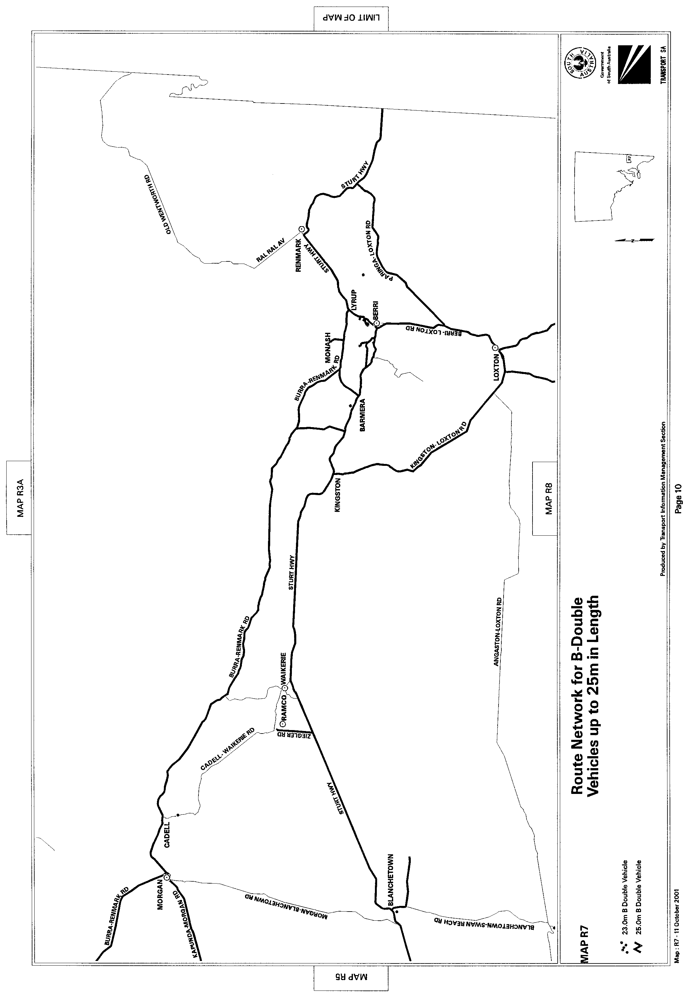 LIMIT OF MAP
MAP R3A
MAP R5
MAP R8
OLD WENTWORTH RD
RAL RAL AV
RENMARK
STURT HWY
STURT HWY
PARINGA-LOXTON RD
LYRUP
BERRI
BERRI-LOXTON RD
MONASH
BURRA-RENMARK RD
BARMERA
LOXTON
KINGSTON-LOXTON RD
KINGSTON
STURT HWY
ANGASTON-LOXTON RD
BURRA-RENMARK RD
WAIKERIE
RAMCO
ZIEGLER RD
CADELL-WAIKERIE RD
STURT HWY
CADELL
MORGAN
BURRA-RENMARK RD
KAPUNDA-MORGAN RD
MORGAN-BLANCHETOWN RD
BLANCHETOWN
BLANCHETOWN-SWAN REACH RD
MAP R7
Route Network for B-Double
Vehicles up to 25m in Length
23.0m B Double Vehicle
25.0m B Double Vehicle
N
R7
SOUTH AUSTRALIA
Government
of South Australia
TRANSPORT SA
Produced by Transport Information Management Section
Map : R7 - 11 October 2001
Page 10